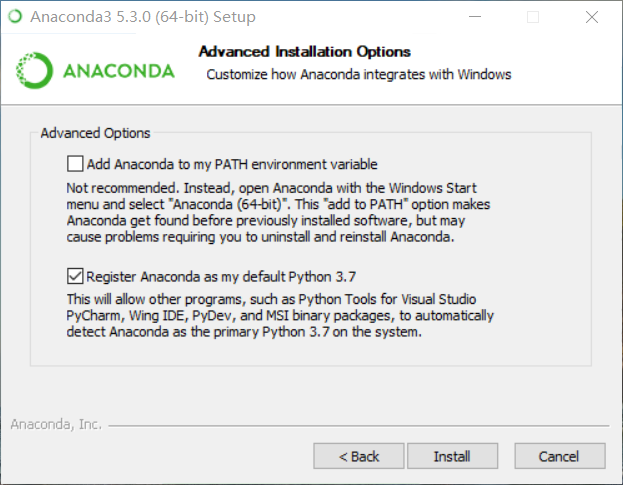 Anaconda3 5.3.0 (64-bit) Setup
ANACONDA
Advanced Installation Options
Customize how Anaconda integrates with Windows
Advanced Options
Add Anaconda to my PATH environment variable
Not recommended. Instead, open Anaconda with the Windows Start
menu and select "Anaconda (64-bit)". This "add to PATH" option makes
Anaconda get found before previously installed software, but may
cause problems requiring you to uninstall and reinstall Anaconda.
Register Anaconda as my default Python 3.7
This will allow other programs, such as Python Tools for Visual Studio
PyCharm, Wing IDE, PyDev, and MSI binary packages, to automatically
detect Anaconda as the primary Python 3.7 on the system.
Anaconda, Inc.
< Back
Install
Cancel